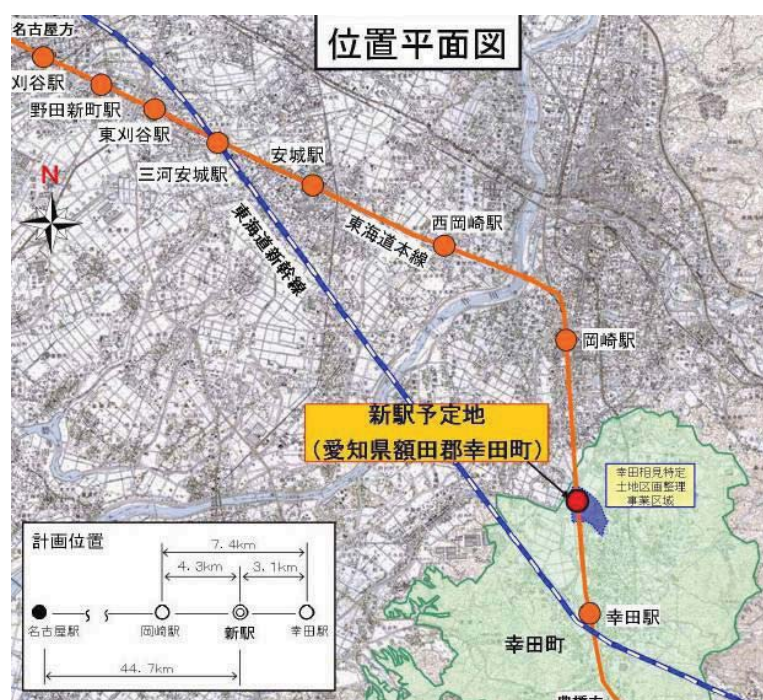 位置平面図
名古屋方
刈谷駅
野田新町駅
東刈谷駅
三河安城駅
安城駅
N
東海道新幹線
東海道本線
西岡崎駅
岡崎駅
新駅予定地
(愛知県額田郡幸田町)
幸田相見特定
土地区画整理
事業区域
計画位置
7.4km
4.3km
3.1km
名古屋駅
岡崎駅
新駅
幸田駅
44.7km
幸田駅
幸田町